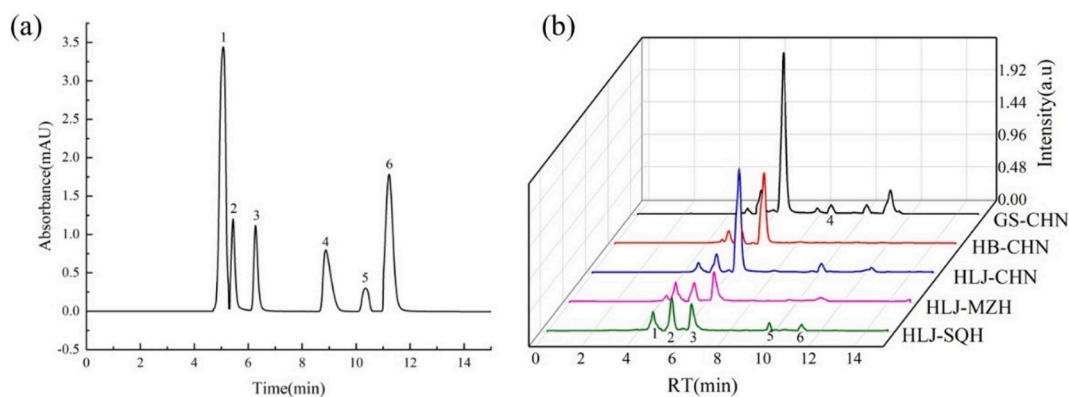 (a)
Absorbance(mAU)
3.5
3.0
2.5
2.0
1.5
1.0
0.5
0.0
-0.5
1
2
3
4
5
6
0 2 4 6 8 10 12 14
Time(min)
(b)
Intensity(a.u)
1.92
1.44
0.96
0.48
0.00
GS-CHN
HB-CHN
HLJ-CHN
HLJ-MZH
HLJ-SQH
4
1 2 3 5 6
0 2 4 6 8 10 12 14
RT(min)